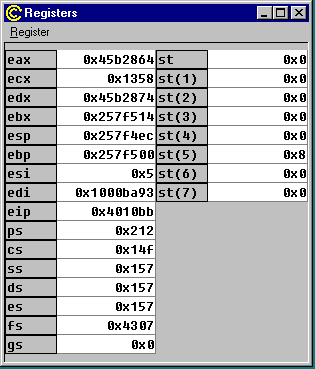 Registers
Register
eax 0x45b2864 st 0x0
ecx 0x1358 st(1) 0x0
edx 0x45b2874 st(2) 0x0
ebx 0x257f514 st(3) 0x0
esp 0x257f4ec st(4) 0x0
ebp 0x257f500 st(5) 0x8
esi 0x5 st(6) 0x0
edi 0x1000ba93 st(7) 0x0
eip 0x4010bb
ps 0x212
cs 0x14f
ss 0x157
ds 0x157
es 0x157
fs 0x4307
gs 0x0